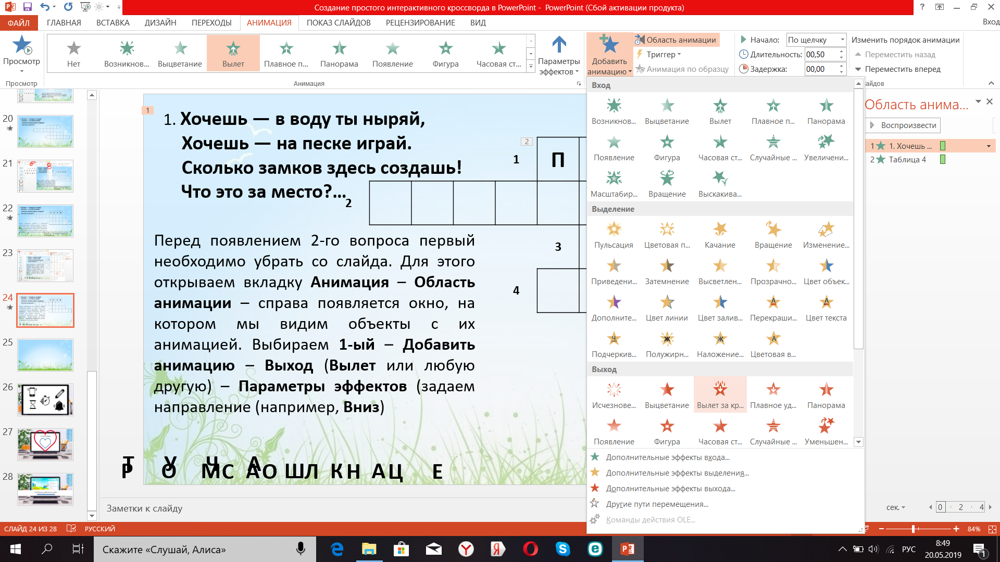 Создание простого интерактивного кроссворда в PowerPoint - PowerPoint (Сбой активации продукта)
ФАЙЛ ГЛАВНАЯ ВСТАВКА ДИЗАЙН ПЕРЕХОДЫ АНИМАЦИЯ ПОКАЗ СЛАЙДОВ РЕЦЕНЗИРОВАНИЕ ВИД Вход
Просмотр
Нет Возникнов... Выцветание Вылет Плавное п... Панорама Появление Фигура Часовая ст...
Параметры эффектов
Добавить анимацию
Область анимации
Триггер
Анимация по образцу
Начало: По щелчку
Длительность: 00,50
Задержка: 00,00
Изменить порядок анимации
Переместить назад
Переместить вперед
Просмотр Анимация айдов
20
21
22
23
24
25
26
27
28
1
1. Хочешь — в воду ты ныряй,
Хочешь — на песке играй.
Сколько замков здесь создашь!
Что это за место?...
2
1 П
2
3
4
Перед появлением 2-го вопроса первый
необходимо убрать со слайда. Для этого
открываем вкладку Анимация – Область
анимации – справа появляется окно, на
котором мы видим объекты с их
анимацией. Выбираем 1-ый – Добавить
анимацию – Выход (Вылет или любую
другую) – Параметры эффектов (задаем
направление (например, Вниз)
Т У Ч А
Р О М С А О Ш Л К Н А Ц Е
Заметки к слайду
Вход
Возникнов... Выцветание Вылет Плавное п... Панорама
Появление Фигура Часовая ст... Случайные ... Увеличени...
Масштабир... Вращение Выскакива...
Выделение
Пульсация Цветовая п... Качание Вращение Изменение...
Приведени... Затемнение Высветлен... Прозрачно... Цвет объек...
Дополните... Цвет линии Цвет залив... Перекраши... Цвет текста
Подчеркив... Полужирн... Наложение... Цветовая в...
Выход
Исчезнове... Выцветание Вылет за кр... Плавное уд... Панорама
Появление Фигура Часовая ст... Случайные ... Уменьшен...
Дополнительные эффекты входа...
Дополнительные эффекты выделения...
Дополнительные эффекты выхода...
Другие пути перемещения...
Команды действия OLE...
Область анима...
Воспроизвести
1 1. Хочешь ...
2 Таблица 4
сек. 0 2 4
СЛАЙД 24 ИЗ 28 РУССКИЙ 84%
Скажите «Слушай, Алиса»
РУС
8:49
20.05.2019
1